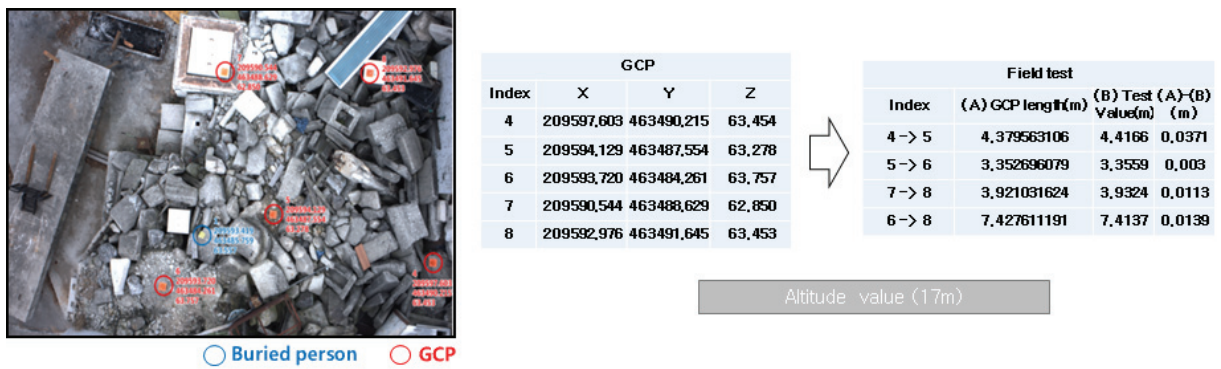 209590.544
463488.629
Buried person
GCP
GCP
Index X Y Z
4 209597.603 463490.215 63.454
5 209594.129 463487.554 63.278
6 209593.720 463484.261 63.757
7 209590.544 463488.629 62.850
8 209592.976 463491.645 63.453
Field test
Index (A) GCP length(m) (B) Test Value(m) (A)-(B) (m)
4 -> 5 4.379563106 4.4166 0.0371
5 -> 6 3.352696079 3.3559 0.003
7 -> 8 3.921031624 3.9324 0.0113
6 -> 8 7.427611191 7.4137 0.0139
Altitude value (17m)